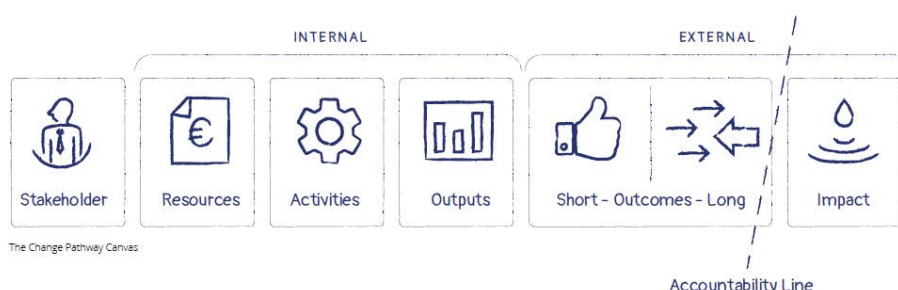 INTERNAL
EXTERNAL
€
Stakeholder
Resources
Activities
Outputs
Short - Outcomes - Long
Impact
The Change Pathway Canvas
Accountability Line